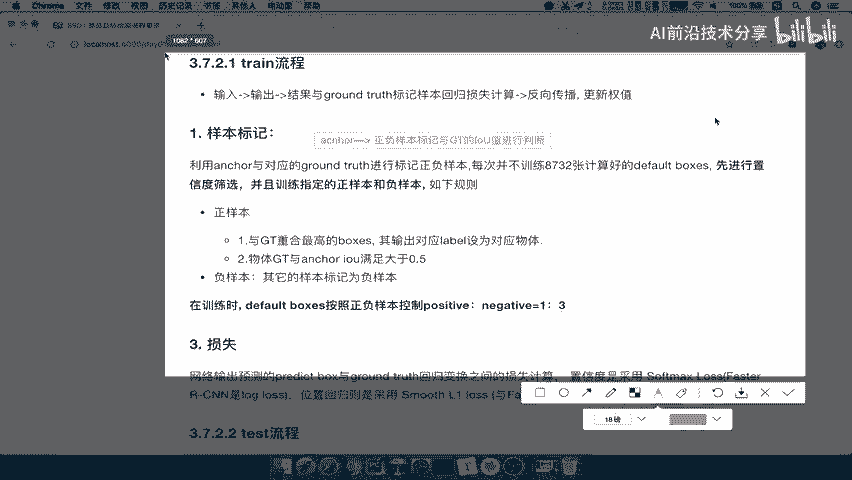 Chrome 文件 修改 视图 历史记录 书签 其他人 标签页 窗口 帮助
AI前沿技术分享 bilibili
3.7.2.1 train流程
• 输入->输出->结果与ground truth标记样本回归损失计算->反向传播, 更新权值
1. 样本标记:
anchor—> 正负样本标记与GT的IoU重进行判断
利用anchor与对应的ground truth进行标记正负样本,每次并不训练8732张计算好的default boxes, 先进行置
信度筛选，并且训练指定的正样本和负样本, 如下规则
• 正样本
1.与GT重合最高的boxes, 其输出对应label设为对应物体.
2.物体GT与anchor iou满足大于0.5
• 负样本：其它的样本标记为负样本
在训练时, default boxes按照正负样本控制positive：negative=1：3
3. 损失
网络输出预测的predict box与ground truth回归变换之间的损失计算， 置信度是采用 Softmax Loss(Faster
R-CNN是log loss)，位置回归则是采用 Smooth L1 loss (与Fa
18磅
3.7.2.2 test流程